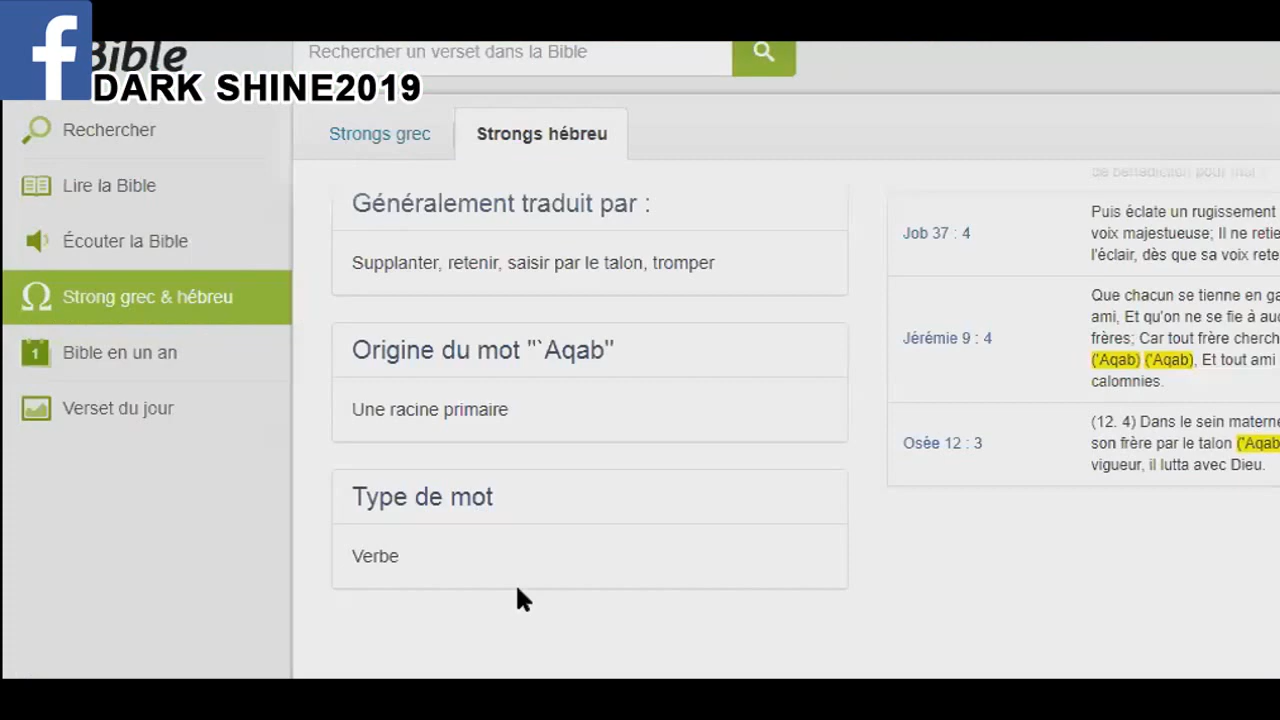 Bible
Rechercher un verset dans la Bible
f
DARK SHINE2019
Rechercher
Lire la Bible
Écouter la Bible
Strong grec & hébreu
1
Bible en un an
Verset du jour
Strongs grec
Strongs hébreu
Généralement traduit par :
Supplanter, retenir, saisir par le talon, tromper
Origine du mot "`Aqab"
Une racine primaire
Type de mot
Verbe
de bénédiction pour moi
Job 37 : 4
Puis éclate un rugissement
voix majestueuse; Il ne retie
l'éclair, dès que sa voix rete
Jérémie 9 : 4
Que chacun se tienne en ga
ami, Et qu'on ne se fie à auc
frères; Car tout frère cherch
('Aqab) ('Aqab), Et tout ami
calomnies.
Osée 12 : 3
(12. 4) Dans le sein materne
son frère par le talon ('Aqab
vigueur, il lutta avec Dieu.